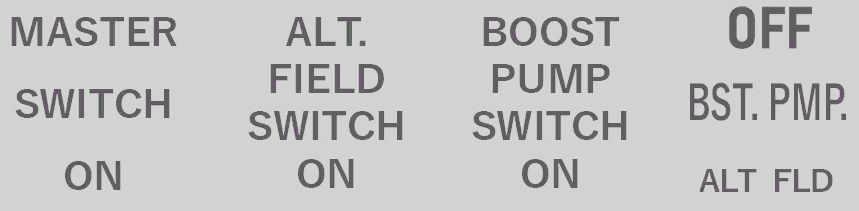 MASTER
SWITCH
ON
ALT.
FIELD
SWITCH
ON
BOOST
PUMP
SWITCH
ON
OFF
BST. PMP.
ALT FLD